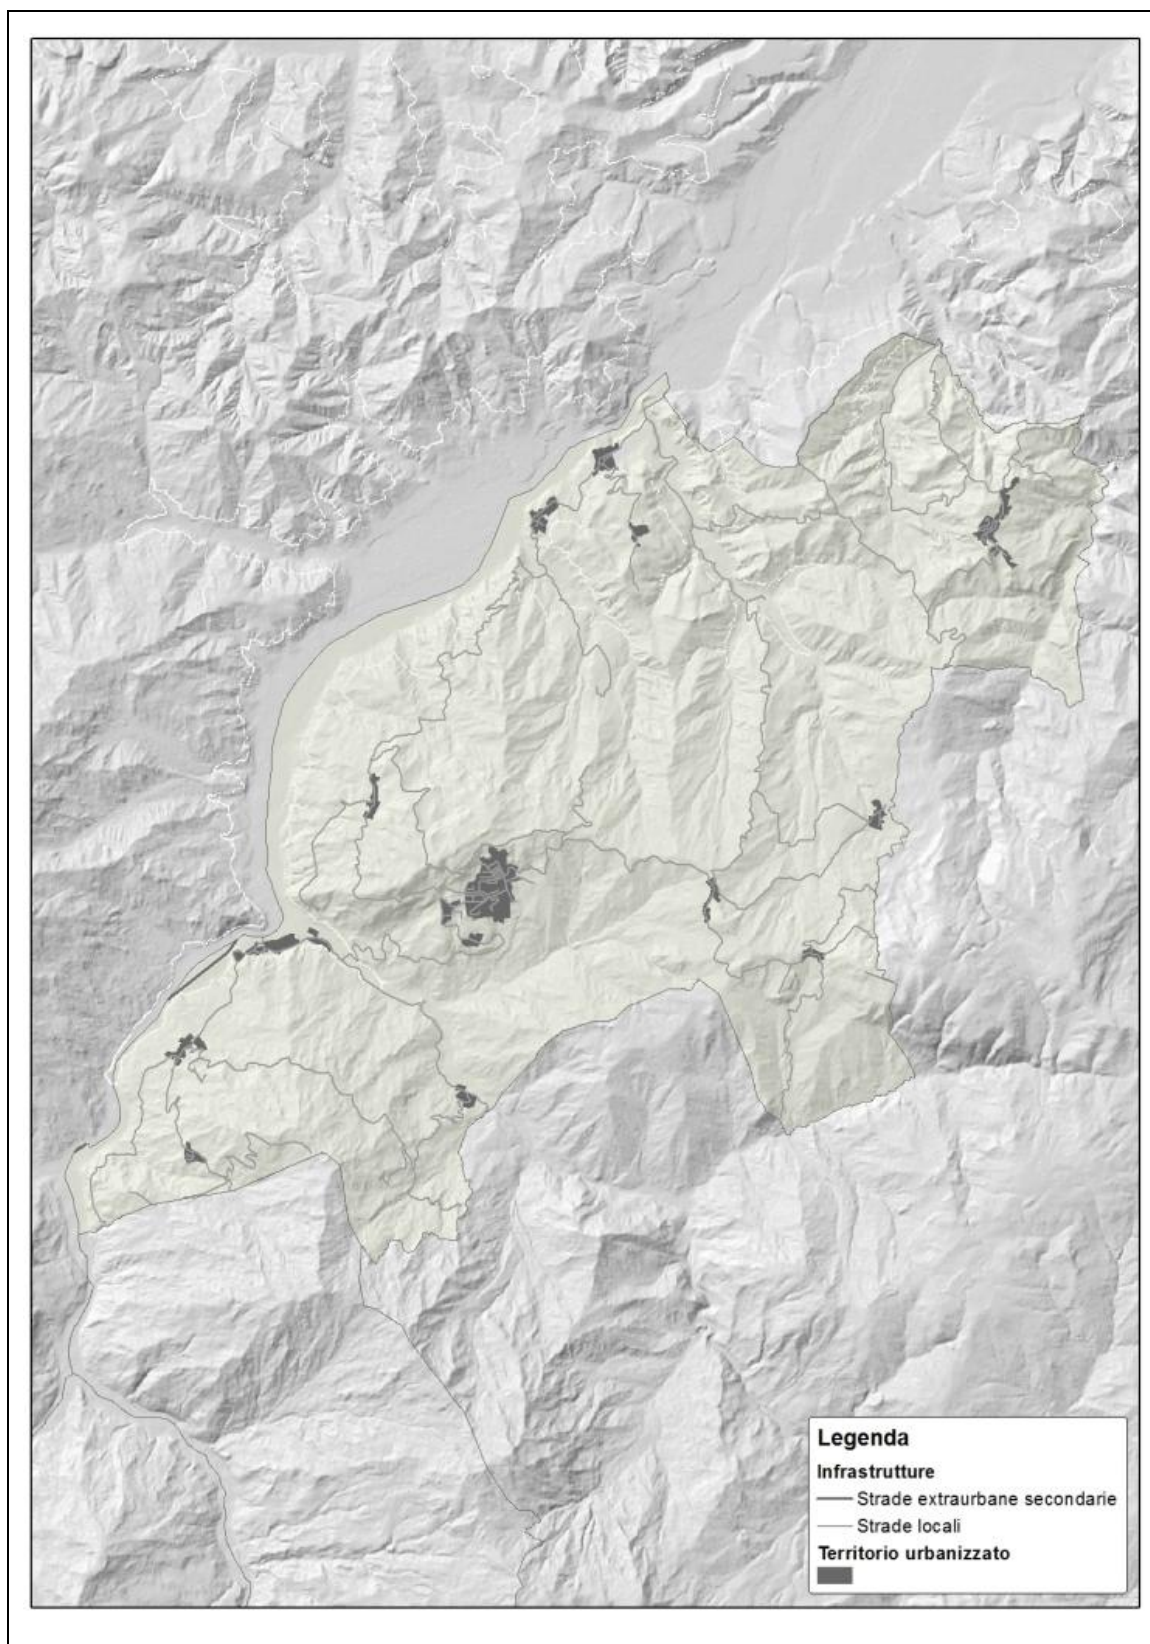 Legenda
Infrastrutture
Strade extraurbane secondarie
Strade locali
Territorio urbanizzato